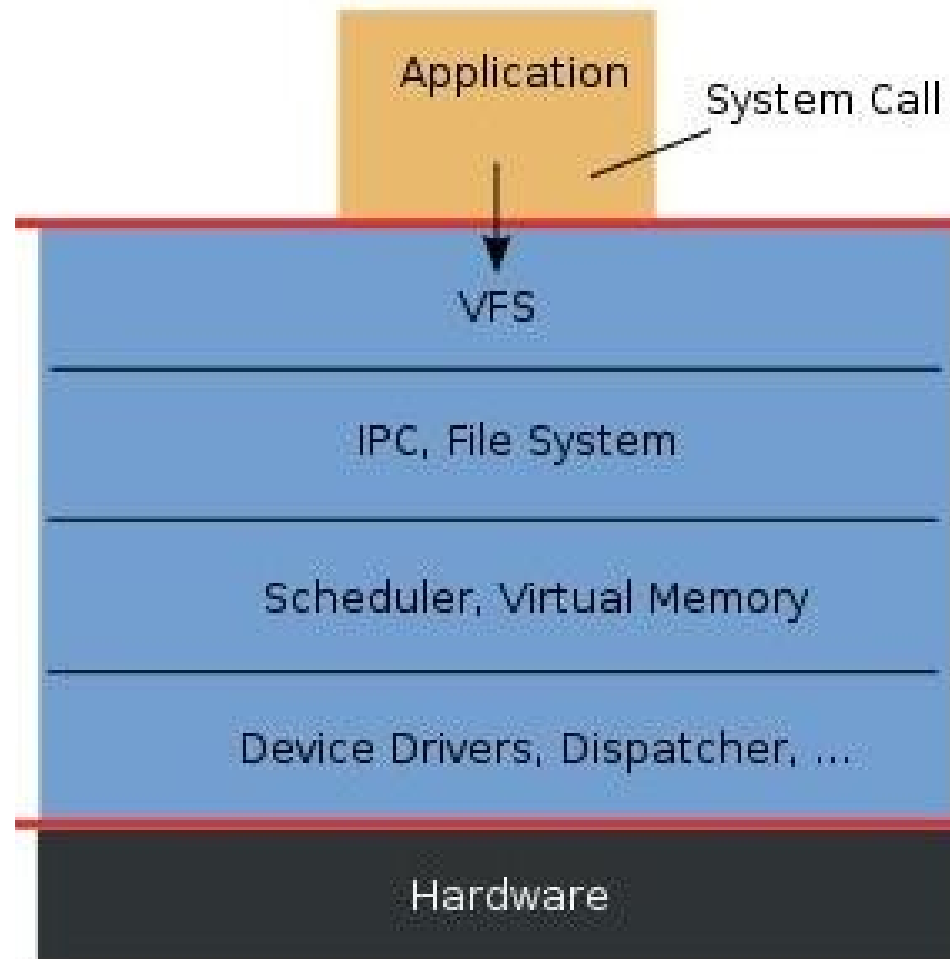 Application
System Call
VFS
IPC, File System
Scheduler, Virtual Memory
Device Drivers, Dispatcher, ...
Hardware